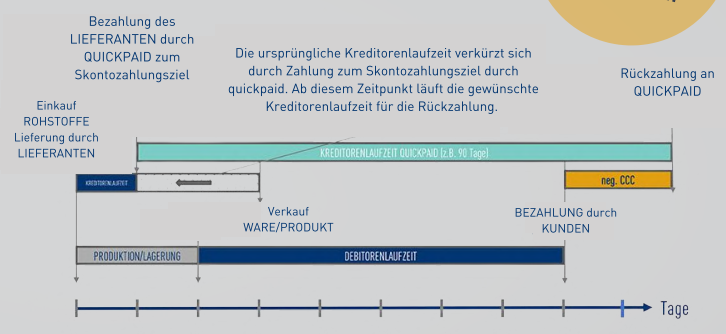 Bezahlung des
LIEFERANTEN durch
QUICKPAID zum
Skontozahlungsziel
Die ursprüngliche Kreditorenlaufzeit verkürzt sich
durch Zahlung zum Skontozahlungsziel durch
quickpaid. Ab diesem Zeitpunkt läuft die gewünschte
Kreditorenlaufzeit für die Rückzahlung.
Rückzahlung an
QUICKPAID
Einkauf
ROHSTOFFE
Lieferung durch
LIEFERANTEN
KREDITORENLAUFZEIT QUICKPAID (z.B. 90 Tage)
KREDITORENLAUFZEIT
neg. CCC
Verkauf
WARE/PRODUKT
BEZAHLUNG durch
KUNDEN
PRODUKTION/LAGERUNG
DEBITORENLAUFZEIT
Tage